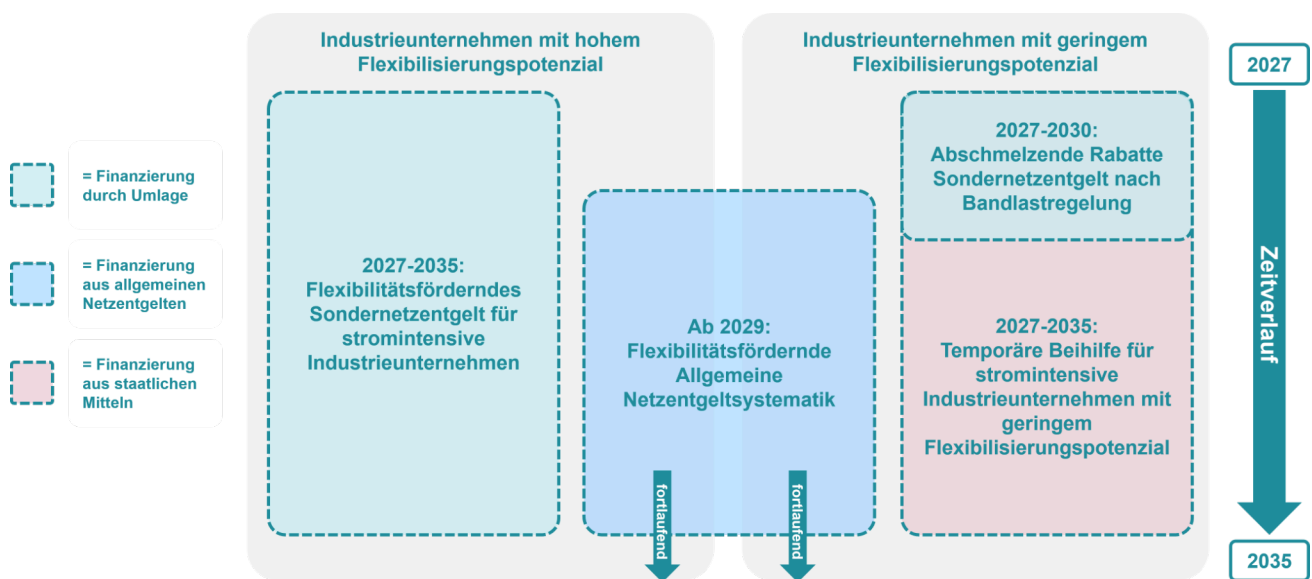 Industrieunternehmen mit hohem
Flexibilisierungspotenzial
Industrieunternehmen mit geringem
Flexibilisierungspotenzial
2027
= Finanzierung
durch Umlage
= Finanzierung
aus allgemeinen
Netzentgelten
= Finanzierung
aus staatlichen
Mitteln
2027-2035:
Flexibilitätsförderndes
Sondernetzentgelt für
stromintensive
Industrieunternehmen
Ab 2029:
Flexibilitätsfördernde
Allgemeine
Netzentgeltsystematik
fortlaufend
fortlaufend
2027-2030:
Abschmelzende Rabatte
Sondernetzentgelt nach
Bandlastregelung
2027-2035:
Temporäre Beihilfe für
stromintensive
Industrieunternehmen mit
geringem
Flexibilisierungspotenzial
Zeitverlauf
2035